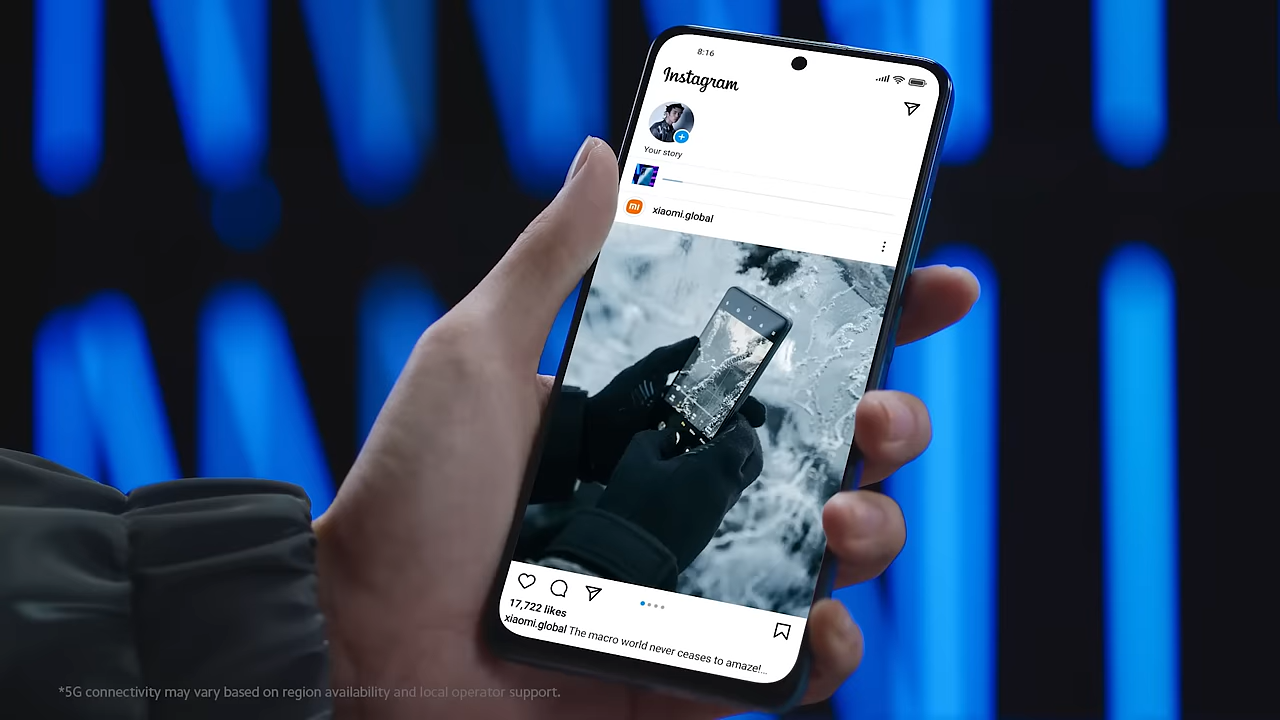 8:16
Instagram
Your story
mi
xiaomi.global
17,722 likes
xiaomi.global The macro world never ceases to amaze!...
*5G connectivity may vary based on region availability and local operator support.